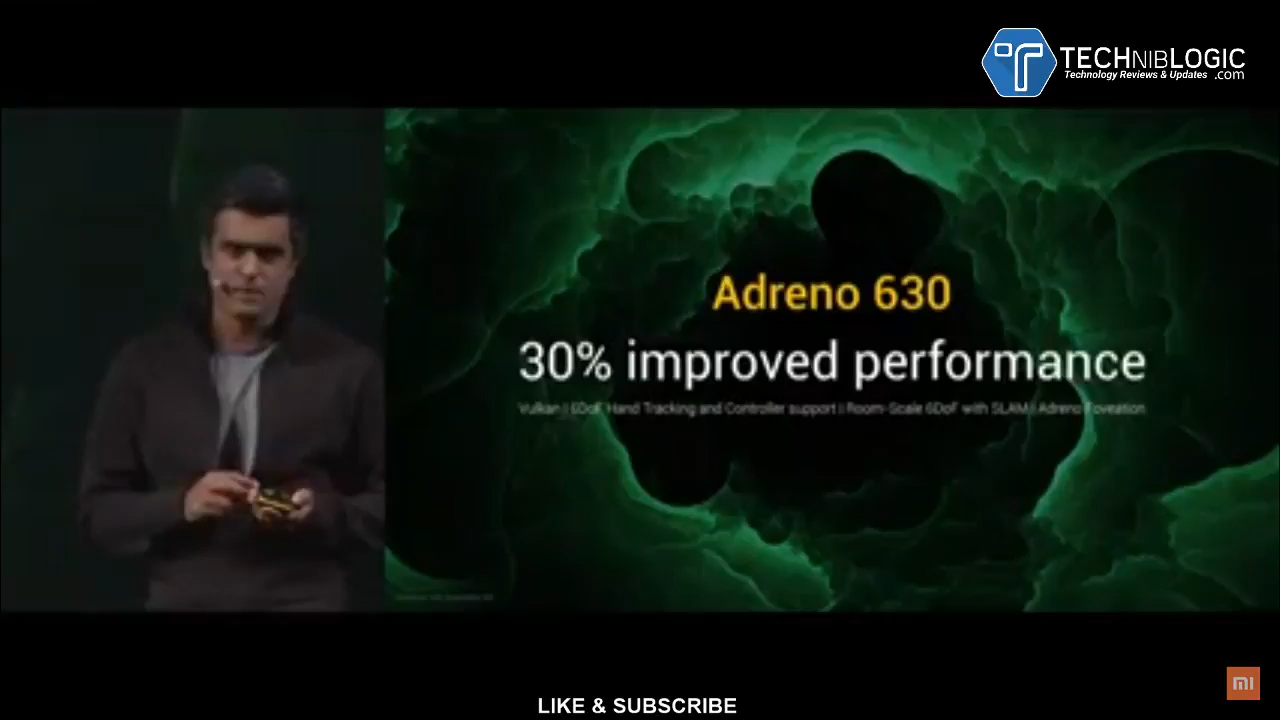 TECHNIBLOGIC
Technology Reviews & Updates .com
Adreno 630
30% improved performance
Vulkan | 6DoF Hand Tracking and Controller support | Room-Scale 6DoF with SLAM | Adreno Foveation
MI
LIKE & SUBSCRIBE